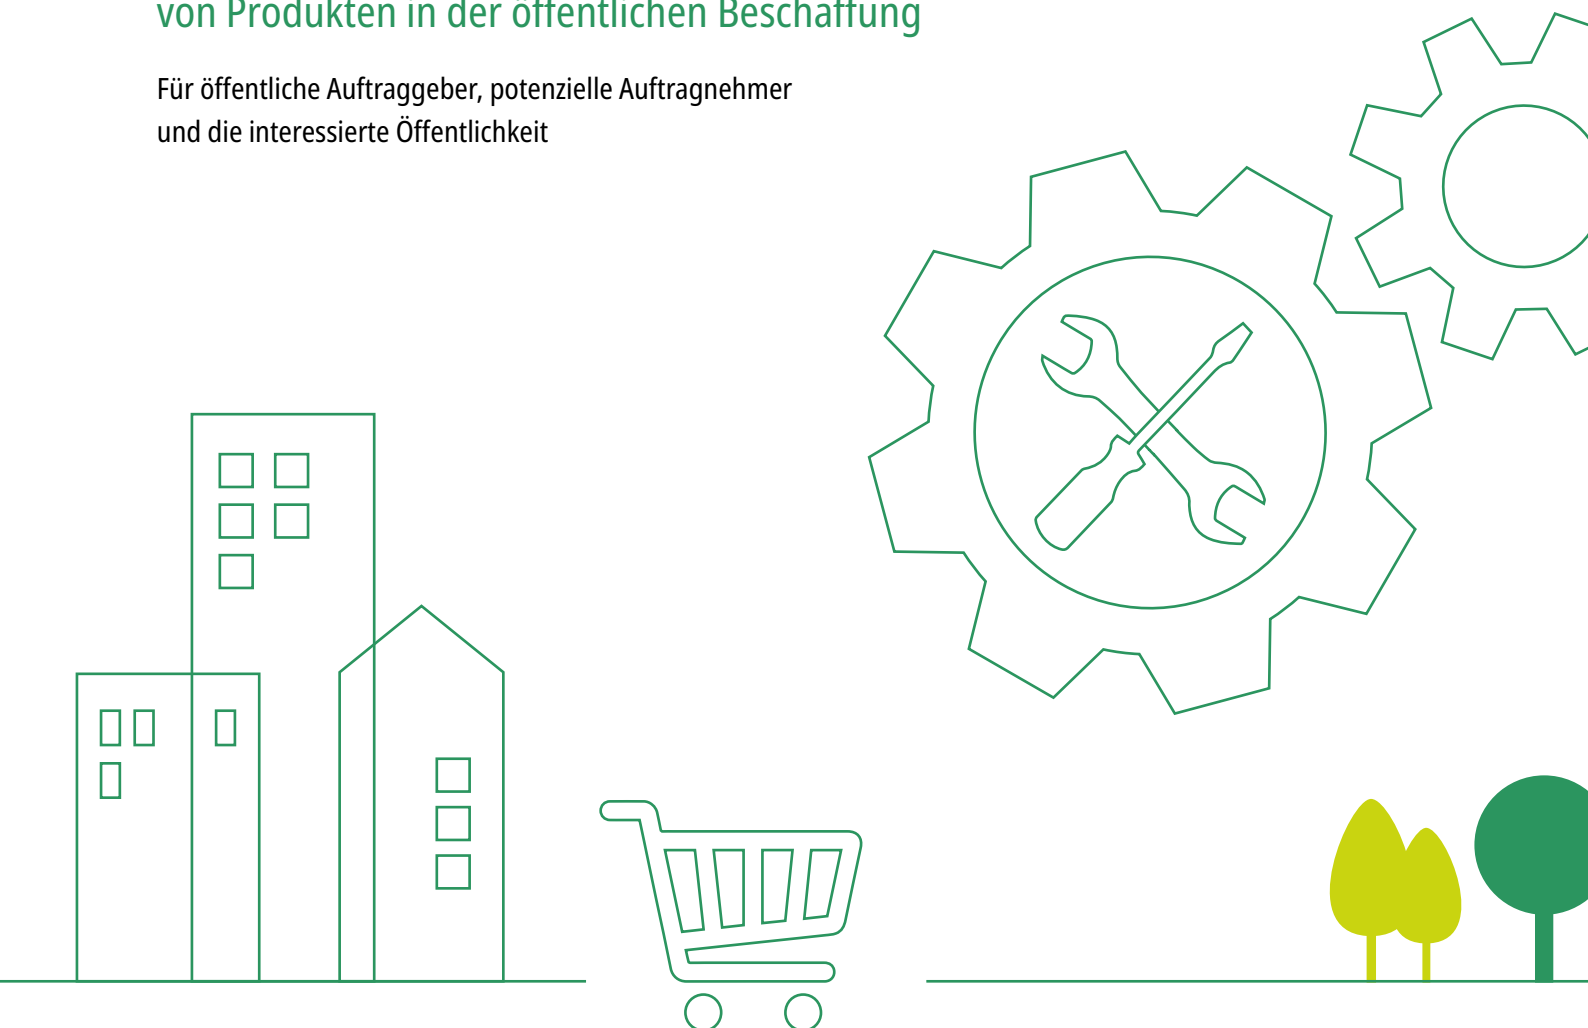 von Produkten in der öffentlichen Beschaffung
Für öffentliche Auftraggeber, potenzielle Auftragnehmer
und die interessierte Öffentlichkeit